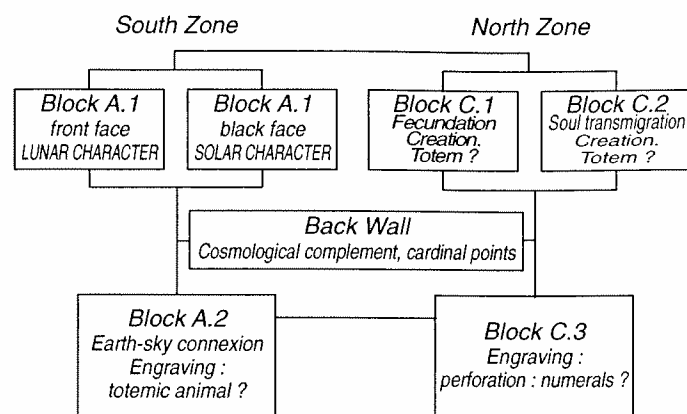 South Zone
North Zone
Block A.1
front face
LUNAR CHARACTER
Block A.1
black face
SOLAR CHARACTER
Block C.1
Fecundation
Creation.
Totem ?
Block C.2
Soul transmigration
Creation.
Totem ?
Back Wall
Cosmological complement, cardinal points
Block A.2
Earth-sky connexion
Engraving :
totemic animal ?
Block C.3
Engraving :
perforation : numerals ?